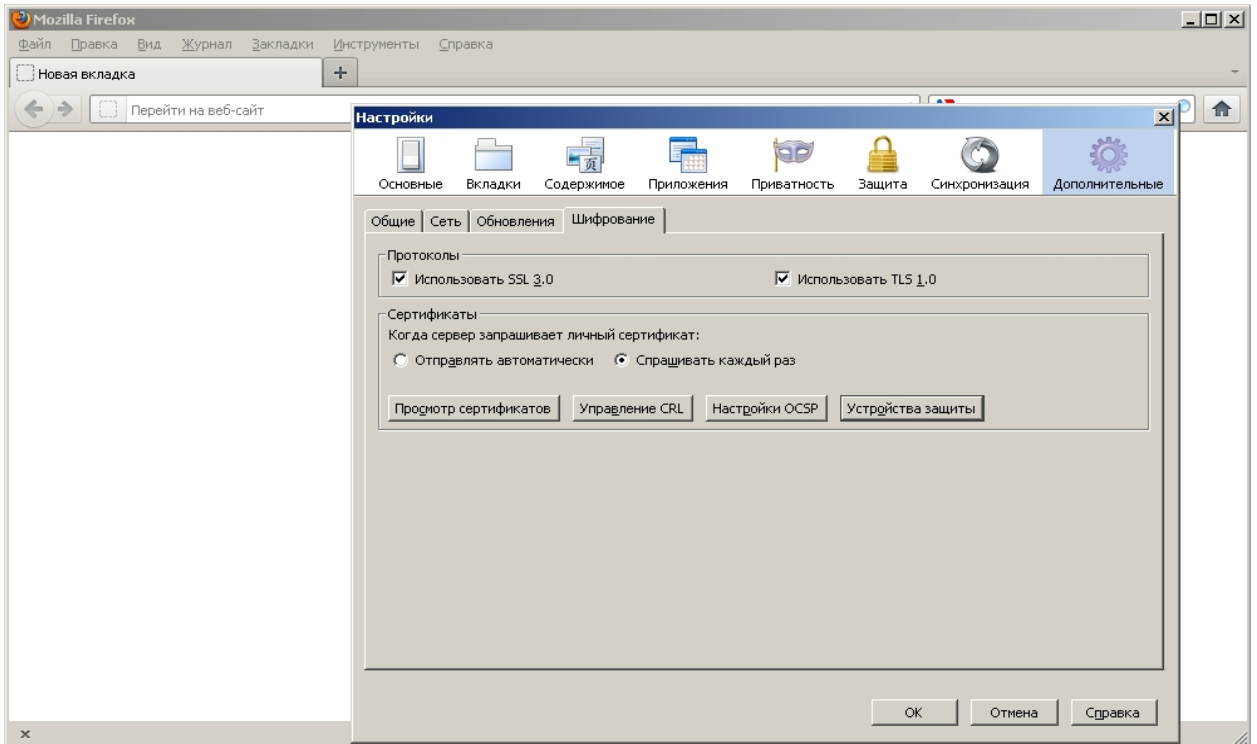 Mozilla Firefox
Файл Правка Вид Журнал Закладки Инструменты Справка
Новая вкладка
Перейти на веб-сайт
Настройки
页
Основные Вкладки Содержимое Приложения Приватность Защита Синхронизация Дополнительные
Общие Сеть Обновления Шифрование
Протоколы
Использовать SSL 3.0 Использовать TLS 1.0
Сертификаты
Когда сервер запрашивает личный сертификат:
Отправлять автоматически Спрашивать каждый раз
Просмотр сертификатов Управление CRL Настройки OCSP Устройства защиты
OK Отмена Справка